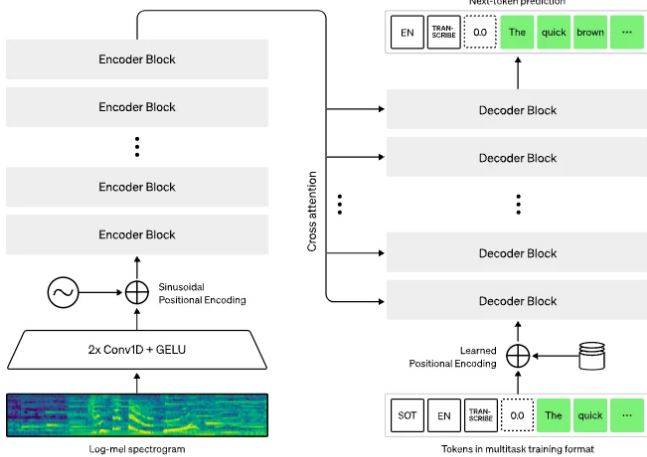 Encoder Block
Encoder Block
Encoder Block
Encoder Block
Sinusoidal
Positional Encoding
2x Conv1D + GELU
Log-mel spectrogram
Cross attention
Next-token prediction
EN
TRAN-
SCRIBE
0.0
The
quick
brown
...
Decoder Block
Decoder Block
Decoder Block
Decoder Block
Learned
Positional Encoding
SOT
EN
TRAN-
SCRIBE
0.0
The
quick
...
Tokens in multitask training format